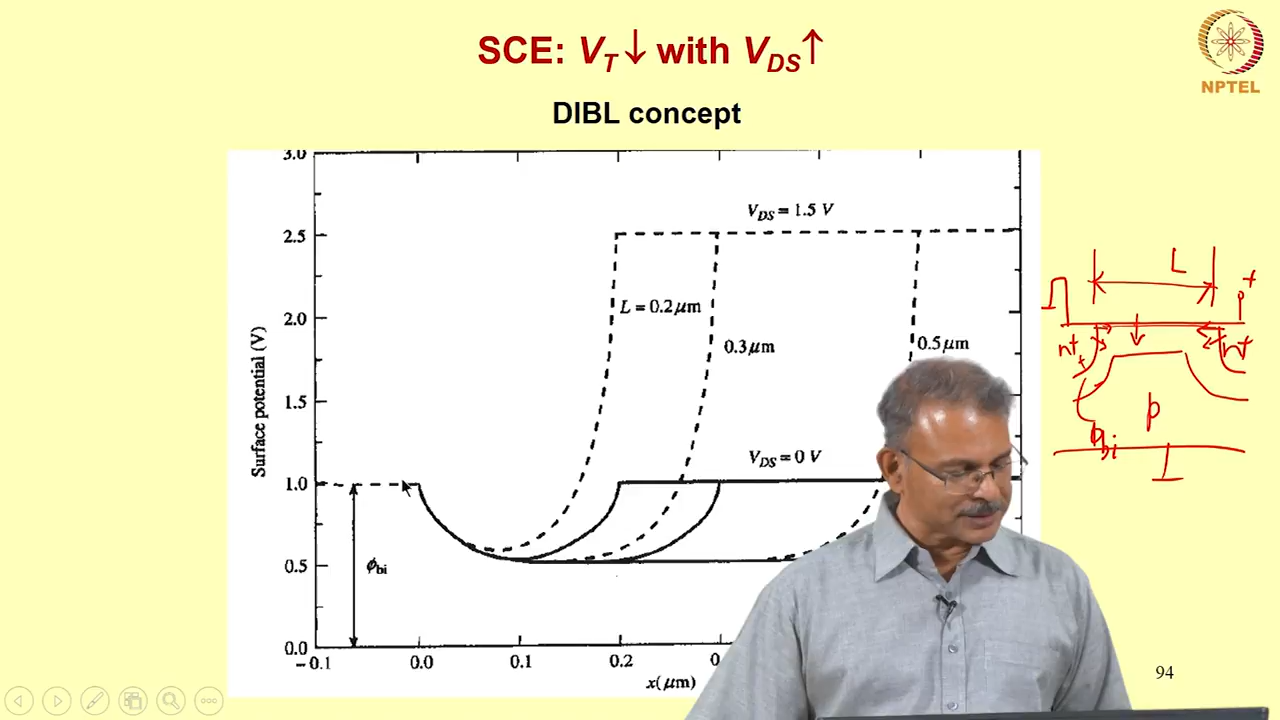 SCE: V_T ↓ with V_DS ↑
NPTEL
DIBL concept
3.0
V_DS = 1.5 V
2.5
L
2.0
L = 0.2 μm
0.3 μm
0.5 μm
n+
n+
1.5
Surface potential (V)
p
V_DS = 0 V
ϕbi
1.0
0.5
ϕbi
0.0
-0.1
0.0
0.1
0.2
0
x(μm)
94